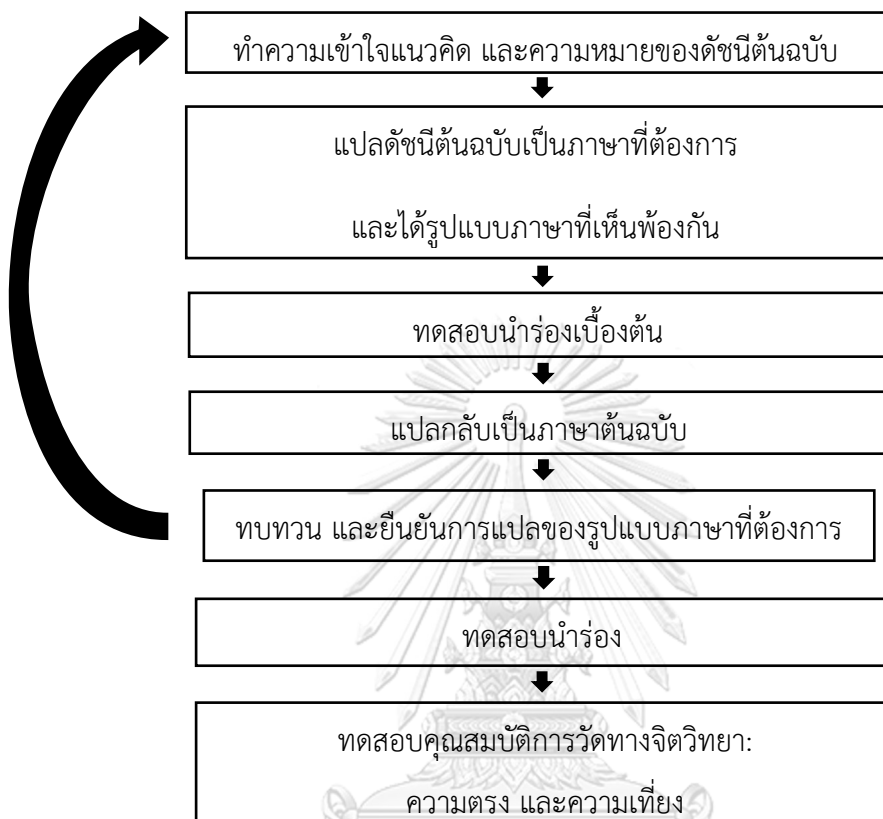 ทำความเข้าใจแนวคิด และความหมายของดัชนีต้นฉบับ
แปลดัชนีต้นฉบับเป็นภาษาที่ต้องการ
และได้รูปแบบภาษาที่เห็นพ้องกัน
ทดสอบนำร่องเบื้องต้น
แปลกลับเป็นภาษาต้นฉบับ
ทบทวน และยืนยันการแปลของรูปแบบภาษาที่ต้องการ
ทดสอบนำร่อง
ทดสอบคุณสมบัติการวัดทางจิตวิทยา:
ความตรง และความเที่ยง